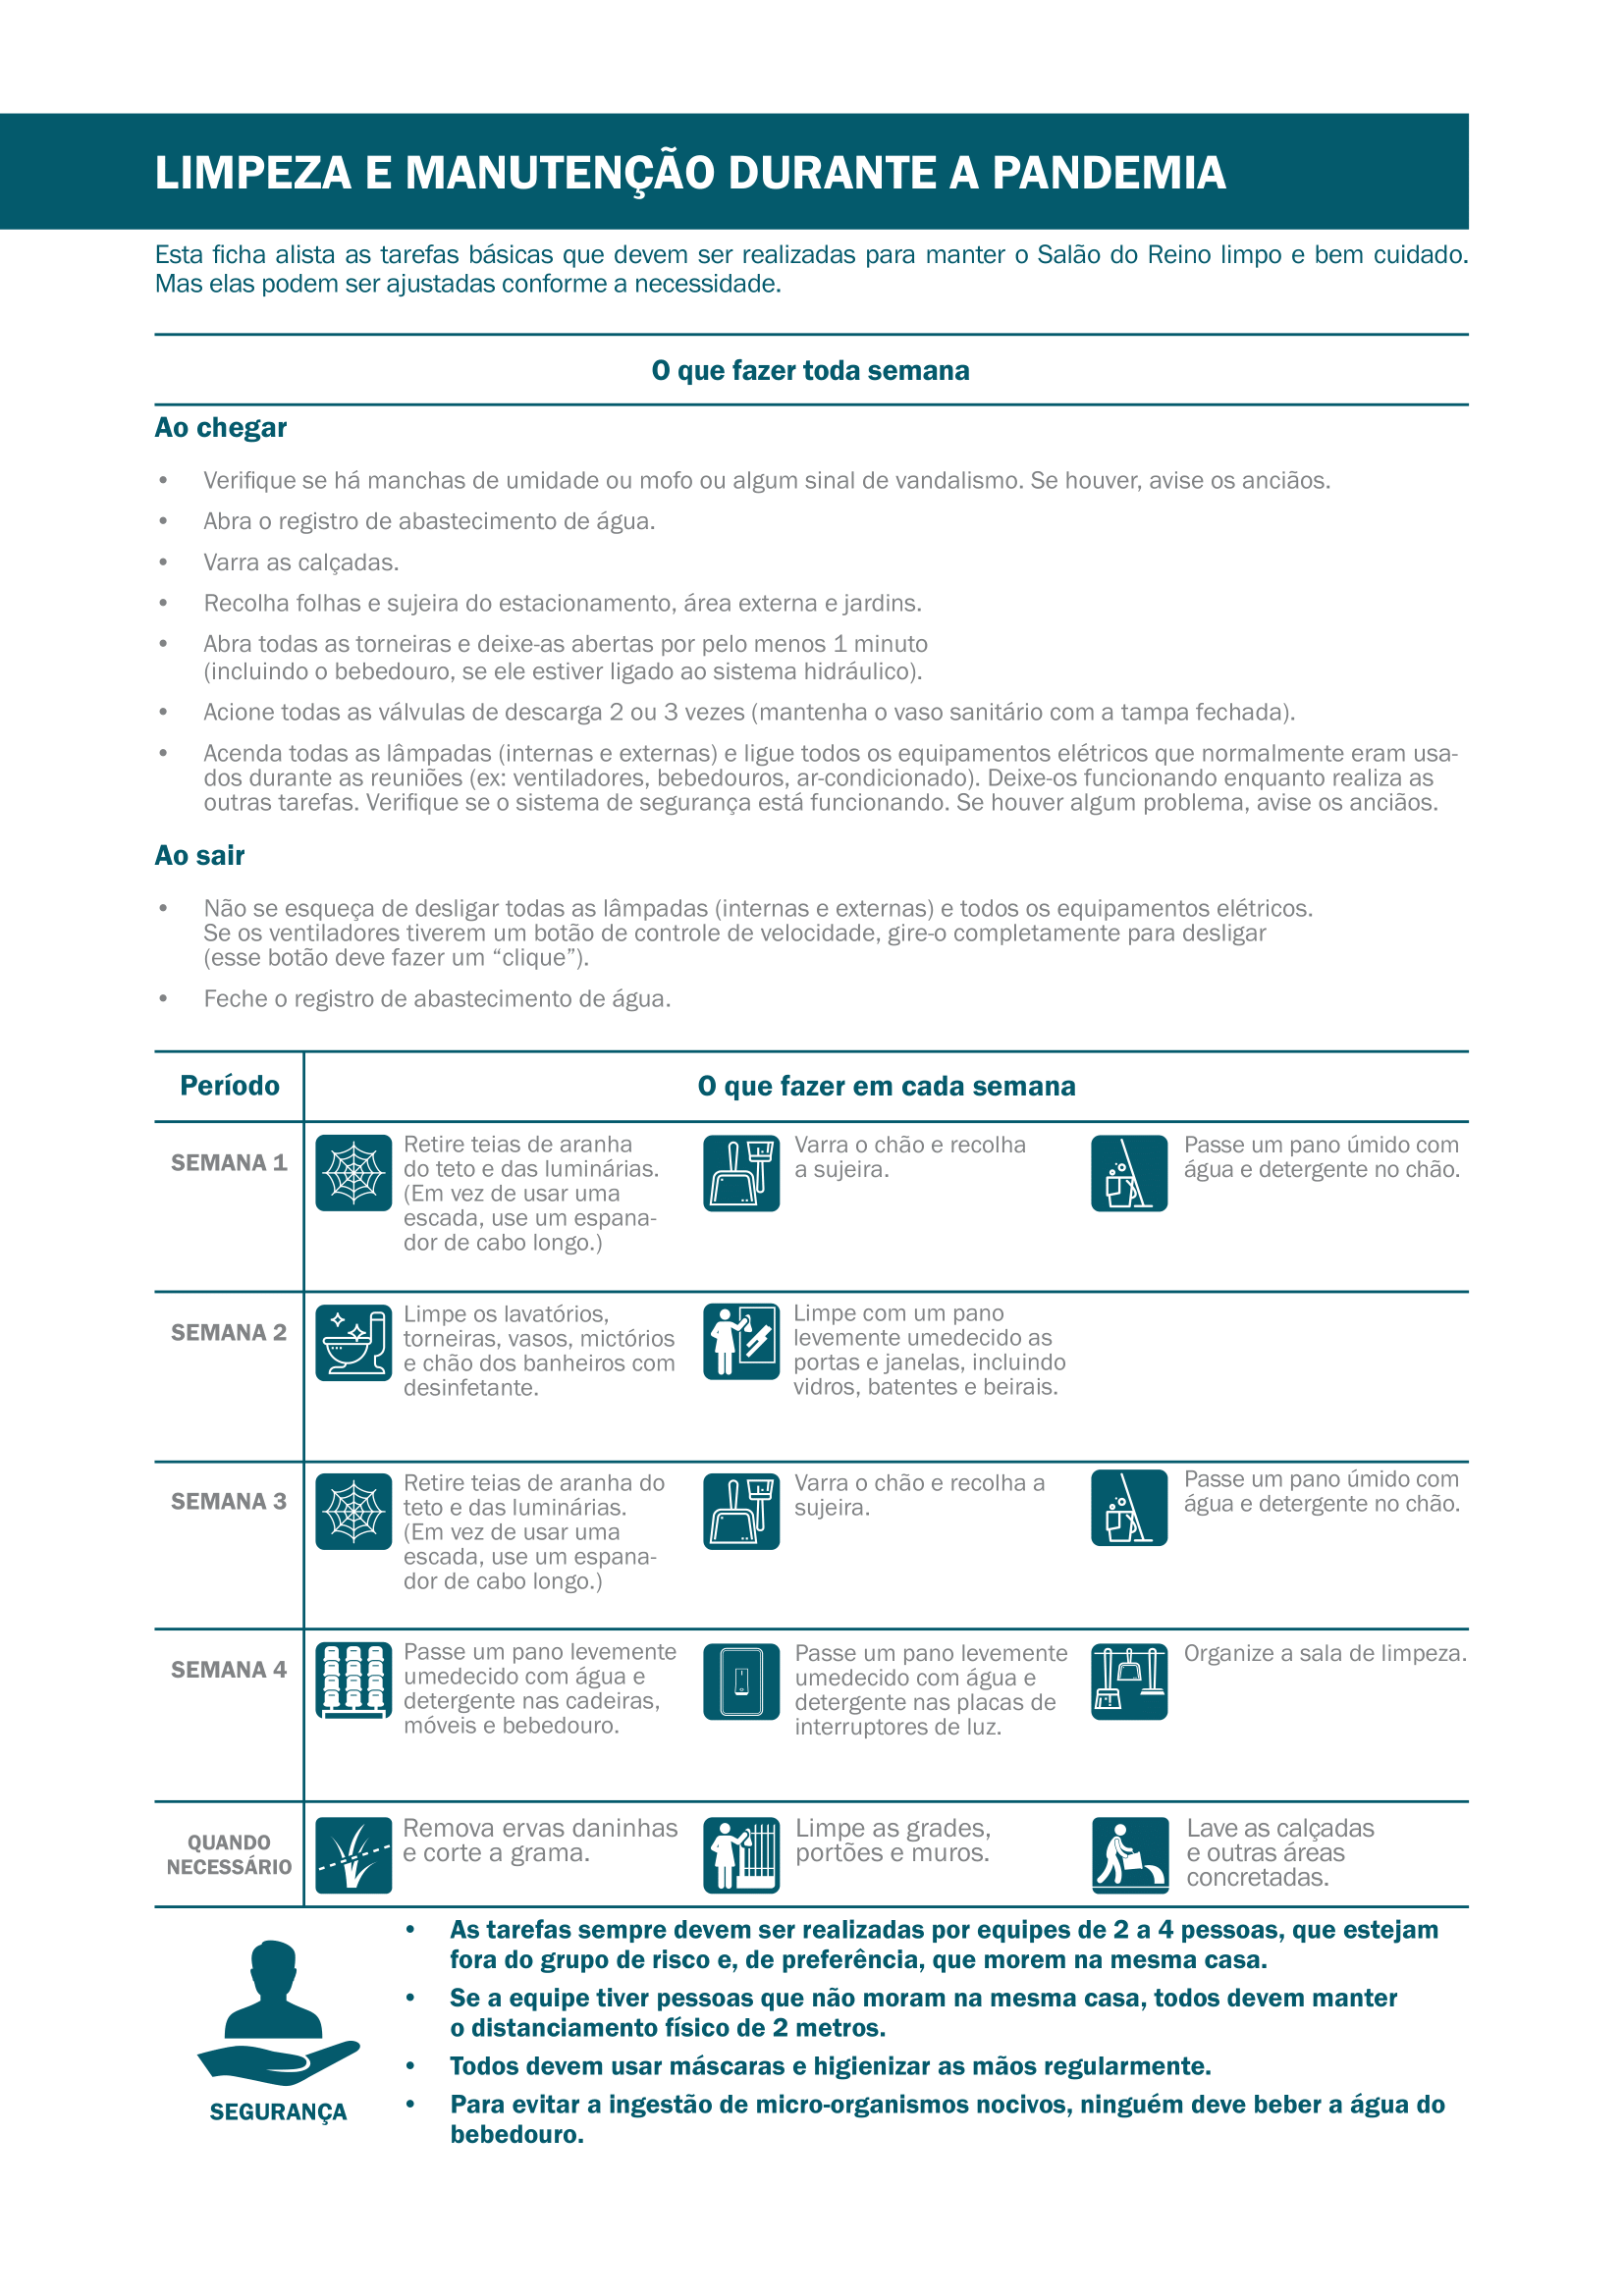 LIMPEZA E MANUTENÇÃO DURANTE A PANDEMIA
Esta ficha alista as tarefas básicas que devem ser realizadas para manter o Salão do Reino limpo e bem cuidado.
Mas elas podem ser ajustadas conforme a necessidade.
O que fazer toda semana
Ao chegar
• Verifique se há manchas de umidade ou mofo ou algum sinal de vandalismo. Se houver, avise os anciãos.
• Abra o registro de abastecimento de água.
• Varra as calçadas.
• Recolha folhas e sujeira do estacionamento, área externa e jardins.
• Abra todas as torneiras e deixe-as abertas por pelo menos 1 minuto
(incluindo o bebedouro, se ele estiver ligado ao sistema hidráulico).
• Acione todas as válvulas de descarga 2 ou 3 vezes (mantenha o vaso sanitário com a tampa fechada).
• Acenda todas as lâmpadas (internas e externas) e ligue todos os equipamentos elétricos que normalmente eram usa-
dos durante as reuniões (ex: ventiladores, bebedouros, ar-condicionado). Deixe-os funcionando enquanto realiza as
outras tarefas. Verifique se o sistema de segurança está funcionando. Se houver algum problema, avise os anciãos.
Ao sair
• Não se esqueça de desligar todas as lâmpadas (internas e externas) e todos os equipamentos elétricos.
Se os ventiladores tiverem um botão de controle de velocidade, gire-o completamente para desligar
(esse botão deve fazer um “clique”).
• Feche o registro de abastecimento de água.
Período
O que fazer em cada semana
SEMANA 1
Retire teias de aranha
do teto e das luminárias.
(Em vez de usar uma
escada, use um espana-
dor de cabo longo.)
Varra o chão e recolha
a sujeira.
Passe um pano úmido com
água e detergente no chão.
SEMANA 2
Limpe os lavatórios,
torneiras, vasos, mictórios
e chão dos banheiros com
desinfetante.
Limpe com um pano
levemente umedecido as
portas e janelas, incluindo
vidros, batentes e beirais.
SEMANA 3
Retire teias de aranha do
teto e das luminárias.
(Em vez de usar uma
escada, use um espana-
dor de cabo longo.)
Varra o chão e recolha a
sujeira.
Passe um pano úmido com
água e detergente no chão.
SEMANA 4
Passe um pano levemente
umedecido com água e
detergente nas cadeiras,
móveis e bebedouro.
Passe um pano levemente
umedecido com água e
detergente nas placas de
interruptores de luz.
Organize a sala de limpeza.
QUANDO
NECESSÁRIO
Remova ervas daninhas
e corte a grama.
Limpe as grades,
portões e muros.
Lave as calçadas
e outras áreas
concretadas.
SEGURANÇA
• As tarefas sempre devem ser realizadas por equipes de 2 a 4 pessoas, que estejam
fora do grupo de risco e, de preferência, que morem na mesma casa.
• Se a equipe tiver pessoas que não moram na mesma casa, todos devem manter
o distanciamento físico de 2 metros.
• Todos devem usar máscaras e higienizar as mãos regularmente.
• Para evitar a ingestão de micro-organismos nocivos, ninguém deve beber a água do
bebedouro.